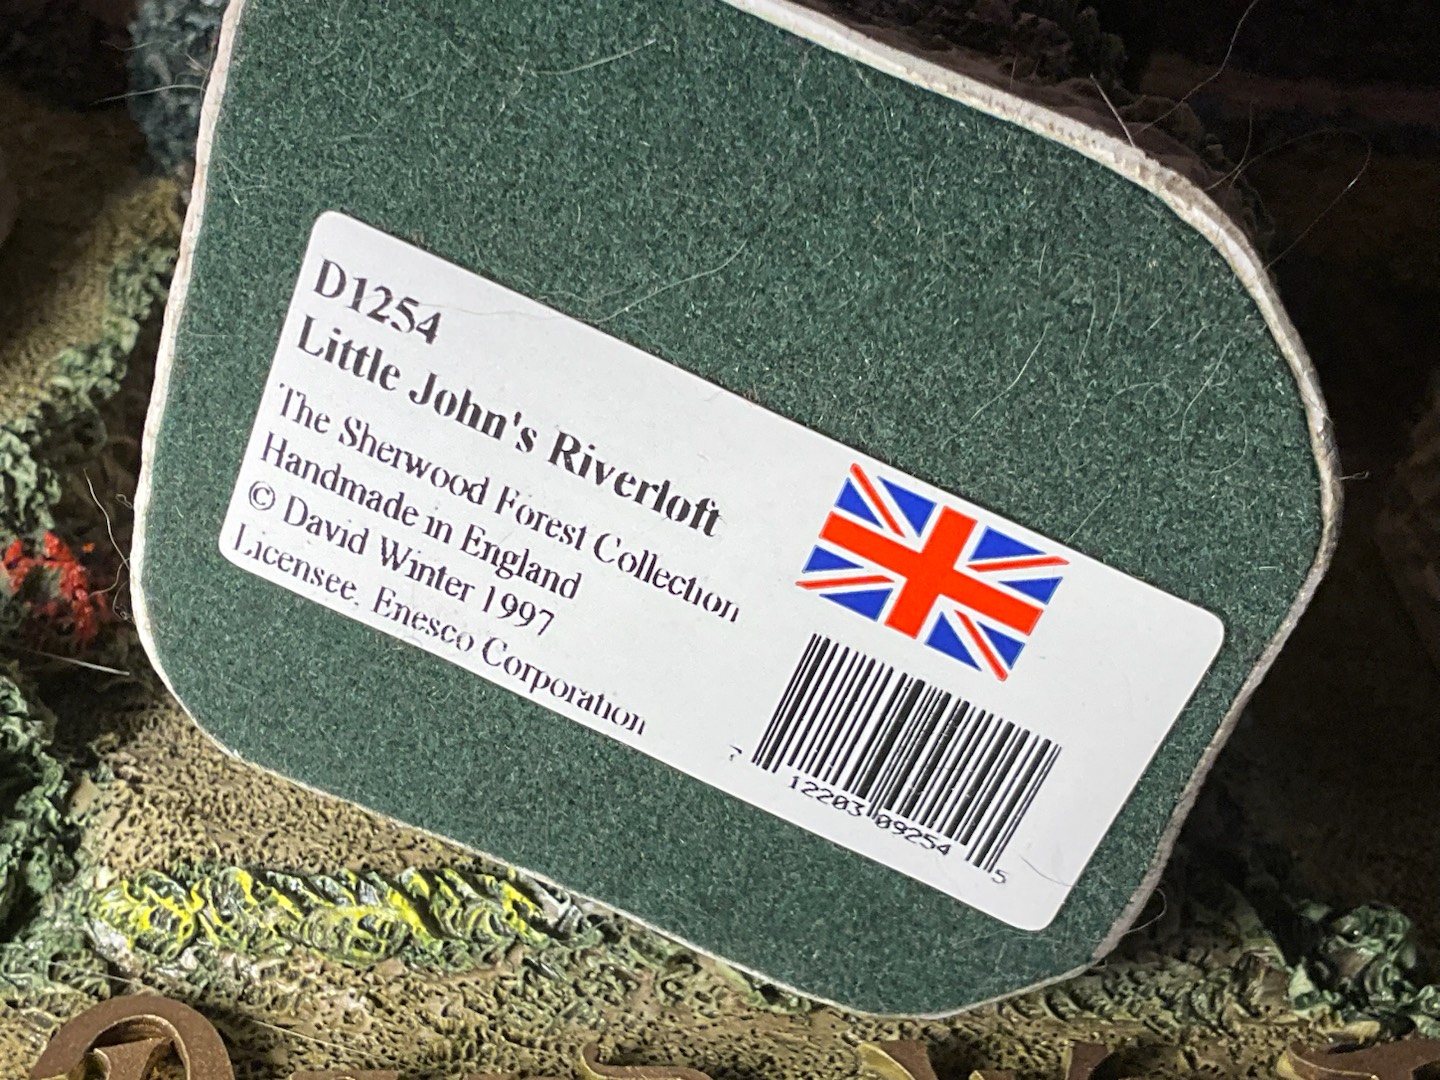 D1254
Little John's Riverloft
The Sherwood Forest Collection
Handmade in England
© David Winter 1997
Licensee. Enesco Corporation
7 12203 09254 5